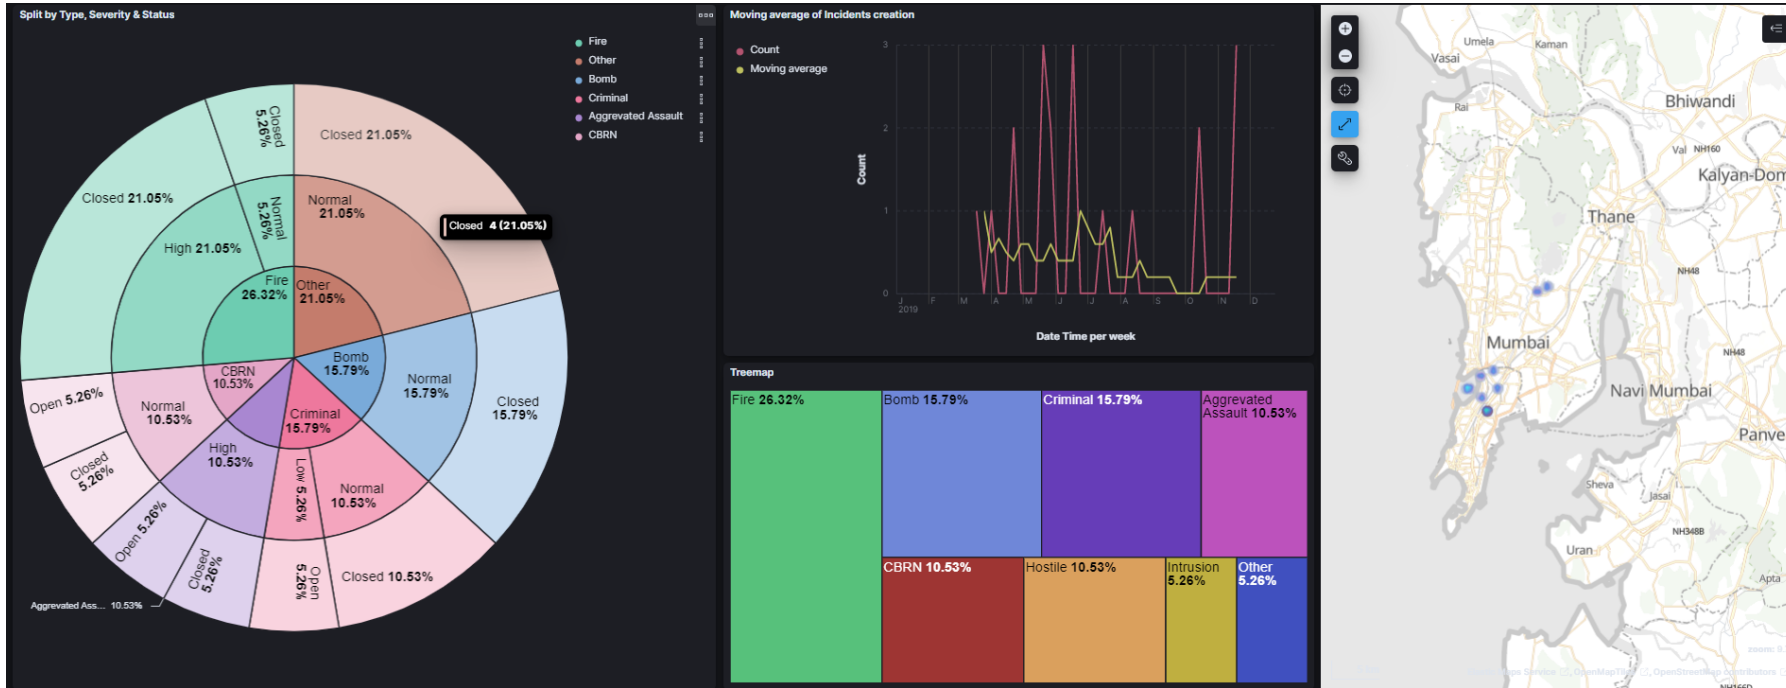 Split by Type, Severity & Status
Fire
Other
Bomb
Criminal
Aggrevated Assault
CBRN
Closed 21.05%
Closed
5.26%
Closed 21.05%
Normal
21.05%
Normal
5.26%
High 21.05%
Closed 4 (21.05%)
Fire
26.32%
Other
21.05%
Bomb
15.79%
Normal
15.79%
Closed
15.79%
CBRN
10.53%
Criminal
15.79%
Open 5.26%
Normal
10.53%
High
10.53%
Low 5.26%
Normal
10.53%
Closed
5.26%
Open 5.26%
Closed
5.26%
Open
5.26%
Closed 10.53%
Aggrevated Ass... 10.53%
Moving average of Incidents creation
Count
Moving average
3
2
1
0
Count
J F M A M J J A S O N D
2019
Date Time per week
Treemap
Fire 26.32%
Bomb 15.79%
Criminal 15.79%
Aggrevated
Assault 10.53%
CBRN 10.53%
Hostile 10.53%
Intrusion
5.26%
Other
5.26%
Umela
Kaman
Vasai
Rai
Bhiwandi
Val NH160
Kalyan-Dom
Thane
NH48
Mumbai
NH48
Navi Mumbai
Panve
Sheva
Jasai
NH348B
Uran
Apta
OpenMapTil
OpenStreetMap contributors
NH166D